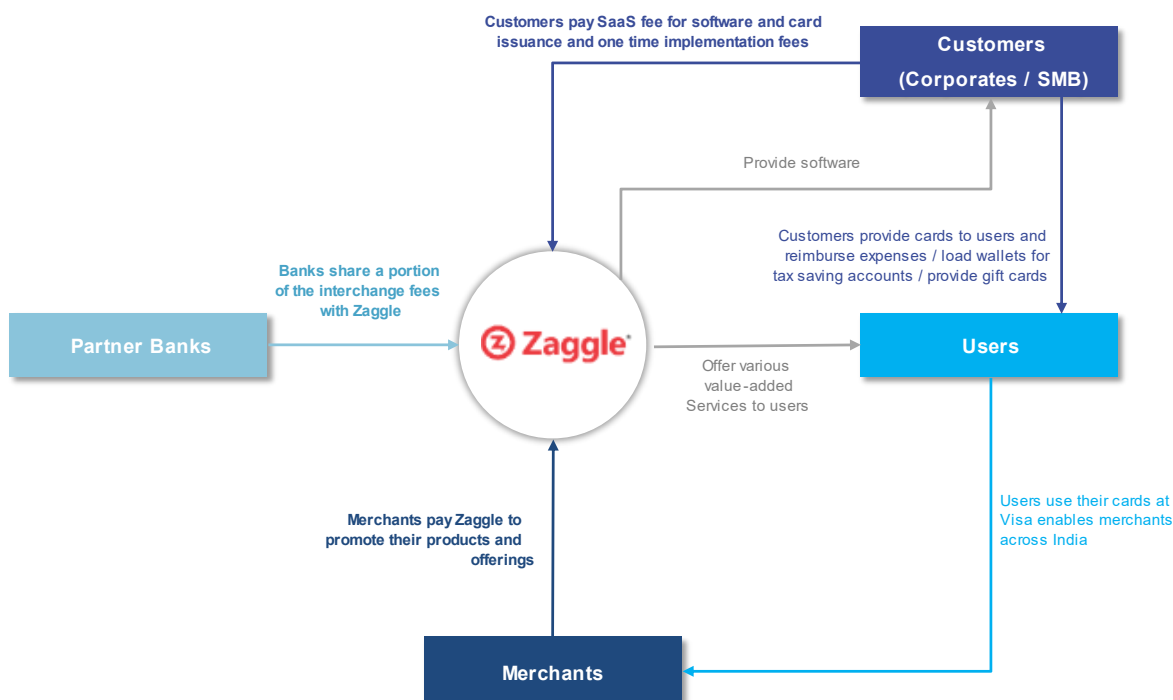 Customers pay SaaS fee for software and card
issuance and one time implementation fees
Customers
(Corporates / SMB)
Provide software
Customers provide cards to users and
reimburse expenses / load wallets for
tax saving accounts / provide gift cards
Banks share a portion
of the interchange fees
with Zaggle
Partner Banks
Zaggle
Users
Offer various
value-added
Services to users
Merchants pay Zaggle to
promote their products and
offerings
Users use their cards at
Visa enables merchants
across India
Merchants